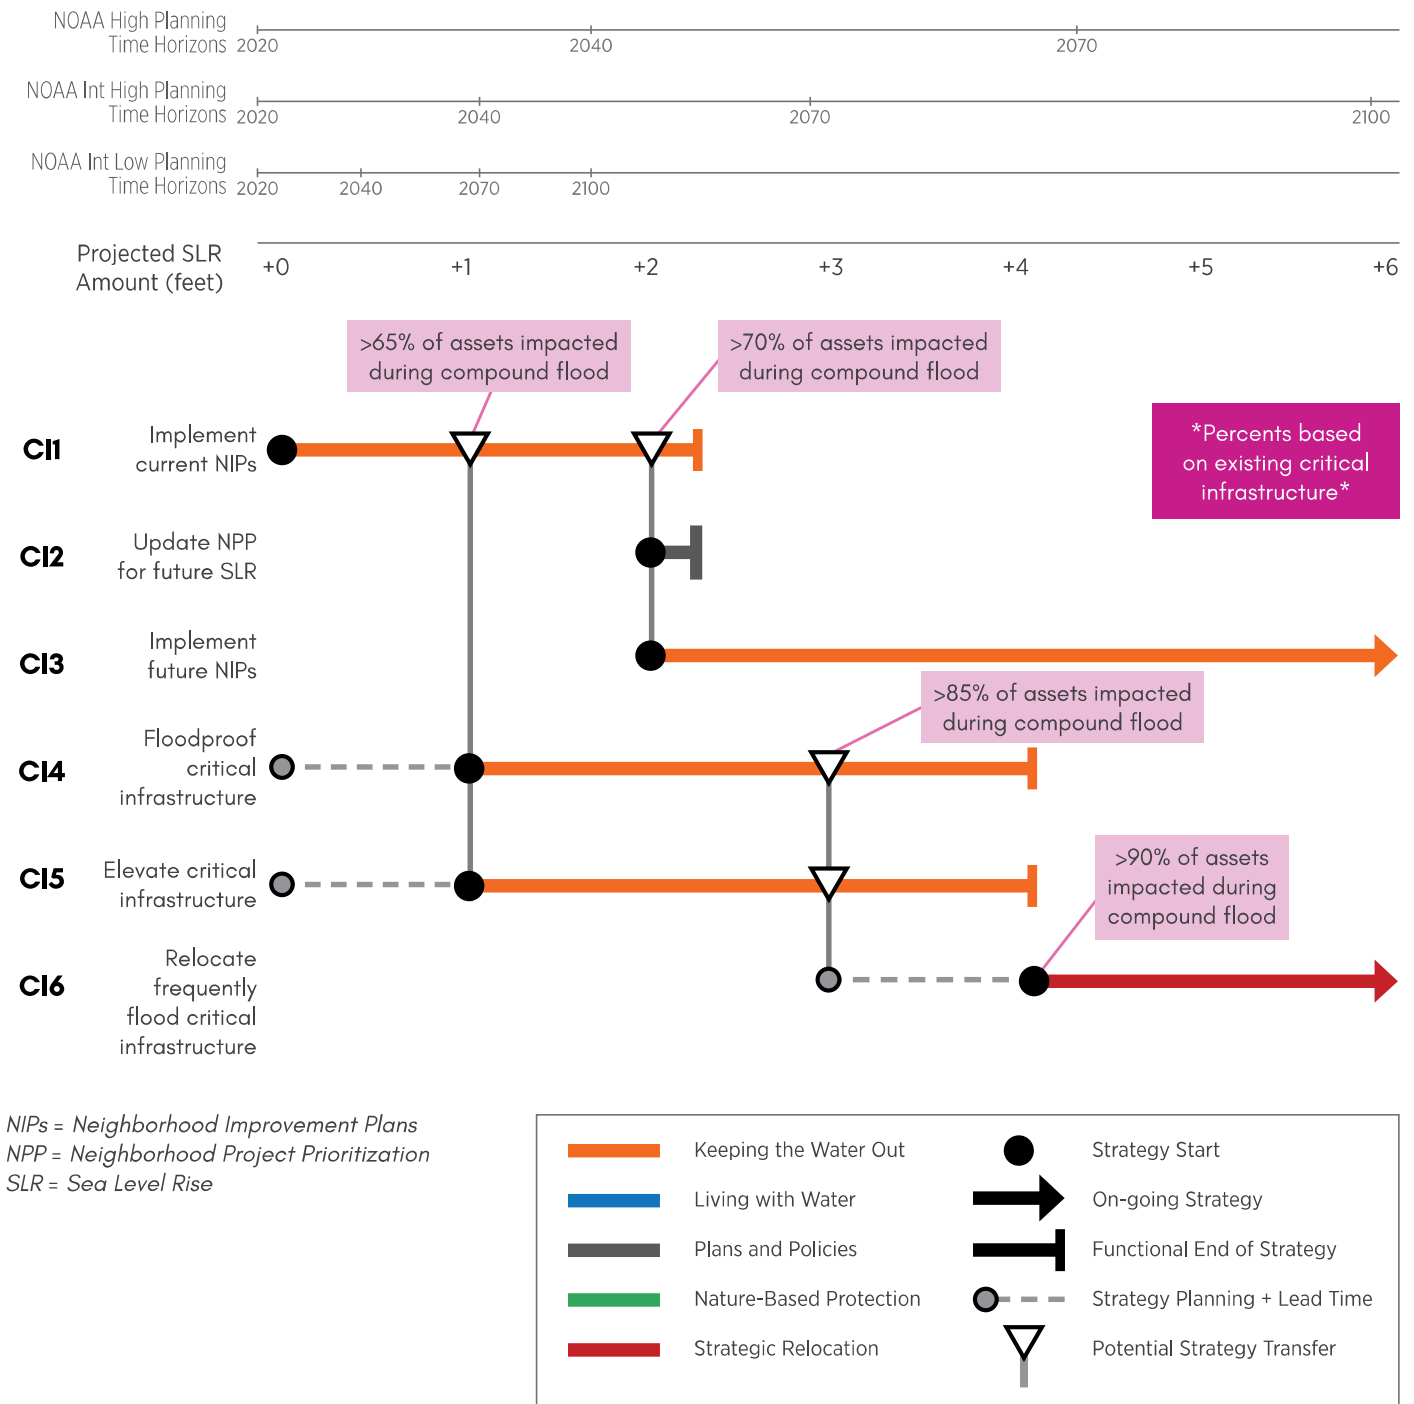 NOAA High Planning
Time Horizons
2020 2040 2070
NOAA Int High Planning
Time Horizons
2020 2040 2070 2100
NOAA Int Low Planning
Time Horizons
2020 2040 2070 2100
Projected SLR
Amount (feet)
+0 +1 +2 +3 +4 +5 +6
>65% of assets impacted
during compound flood
>70% of assets impacted
during compound flood
*Percents based
on existing critical
infrastructure*
CI1
Implement
current NIPs
CI2
Update NPP
for future SLR
CI3
Implement
future NIPs
>85% of assets impacted
during compound flood
CI4
Floodproof
critical
infrastructure
CI5
Elevate critical
infrastructure
>90% of assets
impacted during
compound flood
CI6
Relocate
frequently
flood critical
infrastructure
NIPs = Neighborhood Improvement Plans
NPP = Neighborhood Project Prioritization
SLR = Sea Level Rise
Keeping the Water Out
Living with Water
Plans and Policies
Nature-Based Protection
Strategic Relocation
Strategy Start
On-going Strategy
Functional End of Strategy
Strategy Planning + Lead Time
Potential Strategy Transfer